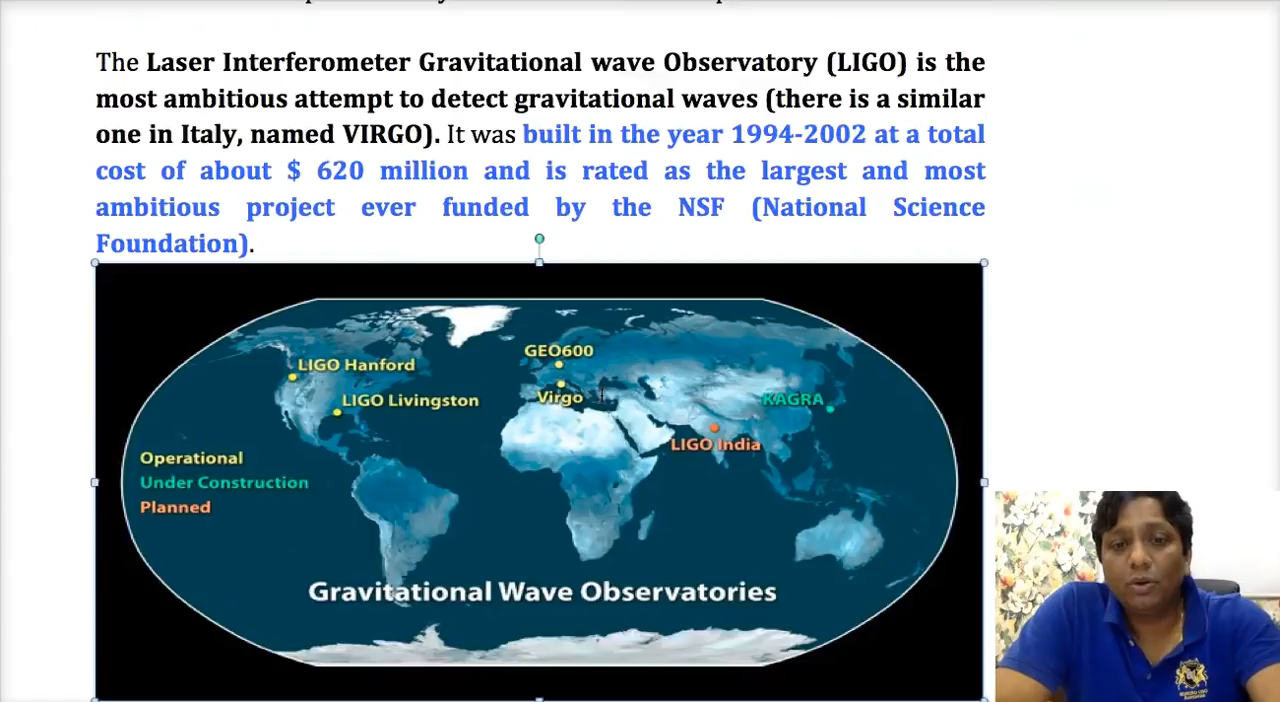 The Laser Interferometer Gravitational wave Observatory (LIGO) is the
most ambitious attempt to detect gravitational waves (there is a similar
one in Italy, named VIRGO). It was built in the year 1994-2002 at a total
cost of about $ 620 million and is rated as the largest and most
ambitious project ever funded by the NSF (National Science
Foundation).
GEO600
LIGO Hanford
Virgo
KAGRA
LIGO Livingston
LIGO India
Operational
Under Construction
Planned
Gravitational Wave Observatories